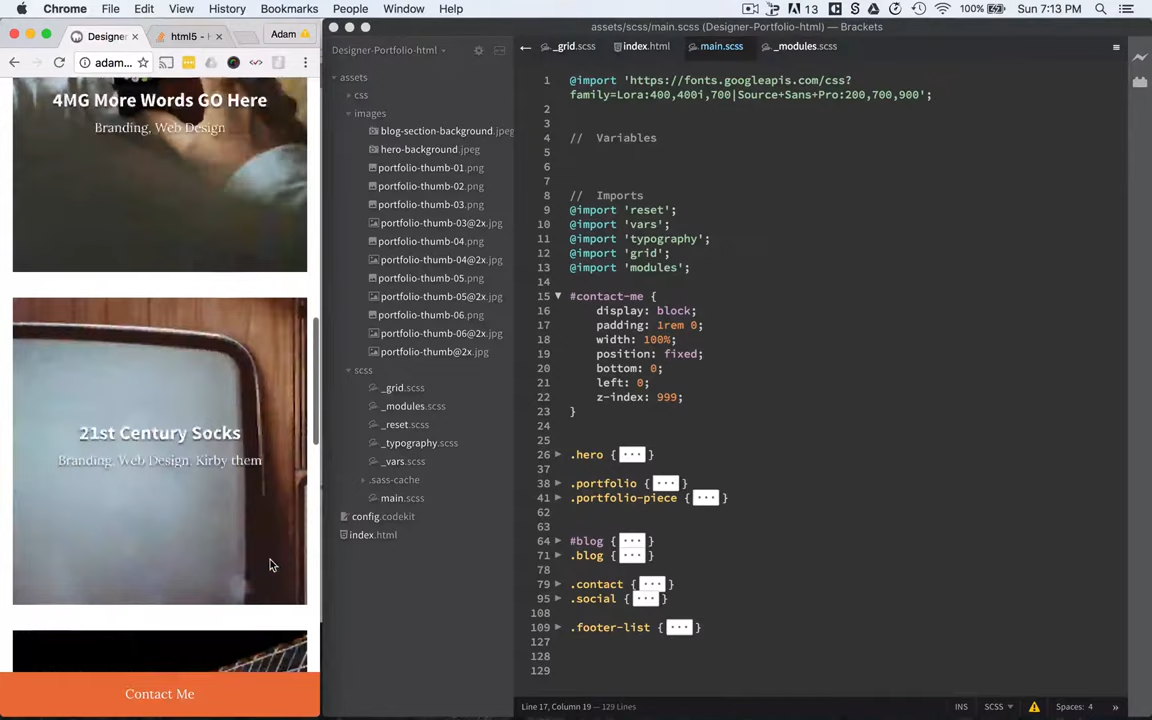 Chrome File Edit View History Bookmarks People Window Help 13 100% Sun 7:13 PM
Designer html5 - Adam
adam...
4MG More Words GO Here
Branding, Web Design
21st Century Socks
Branding, Web Design, Kirby them
Contact Me
assets/scss/main.scss (Designer-Portfolio-html) — Brackets
Designer-Portfolio-html
_grid.scss index.html main.scss _modules.scss
assets
css
images
blog-section-background.jpeg
hero-background.jpeg
portfolio-thumb-01.png
portfolio-thumb-02.png
portfolio-thumb-03.png
portfolio-thumb-03@2x.jpg
portfolio-thumb-04.png
portfolio-thumb-04@2x.jpg
portfolio-thumb-05.png
portfolio-thumb-05@2x.jpg
portfolio-thumb-06.png
portfolio-thumb-06@2x.jpg
portfolio-thumb@2x.jpg
scss
_grid.scss
_modules.scss
_reset.scss
_typography.scss
_vars.scss
.sass-cache
main.scss
config.codekit
index.html
1 @import 'https://fonts.googleapis.com/css?
family=Lora:400,400i,700|Source+Sans+Pro:200,700,900';
2
3
4 // Variables
5
6
7
8 // Imports
9 @import 'reset';
10 @import 'vars';
11 @import 'typography';
12 @import 'grid';
13 @import 'modules';
14
15 #contact-me {
16 display: block;
17 padding: 1rem 0;
18 width: 100%;
19 position: fixed;
20 bottom: 0;
21 left: 0;
22 z-index: 999;
23 }
24
25
26 .hero { ... }
37
38 .portfolio { ... }
41 .portfolio-piece { ... }
62
63
64 #blog { ... }
71 .blog { ... }
78
79 .contact { ... }
95 .social { ... }
108
109 .footer-list { ... }
127
128
129
Line 17, Column 19 — 129 Lines
INS SCSS Spaces: 4